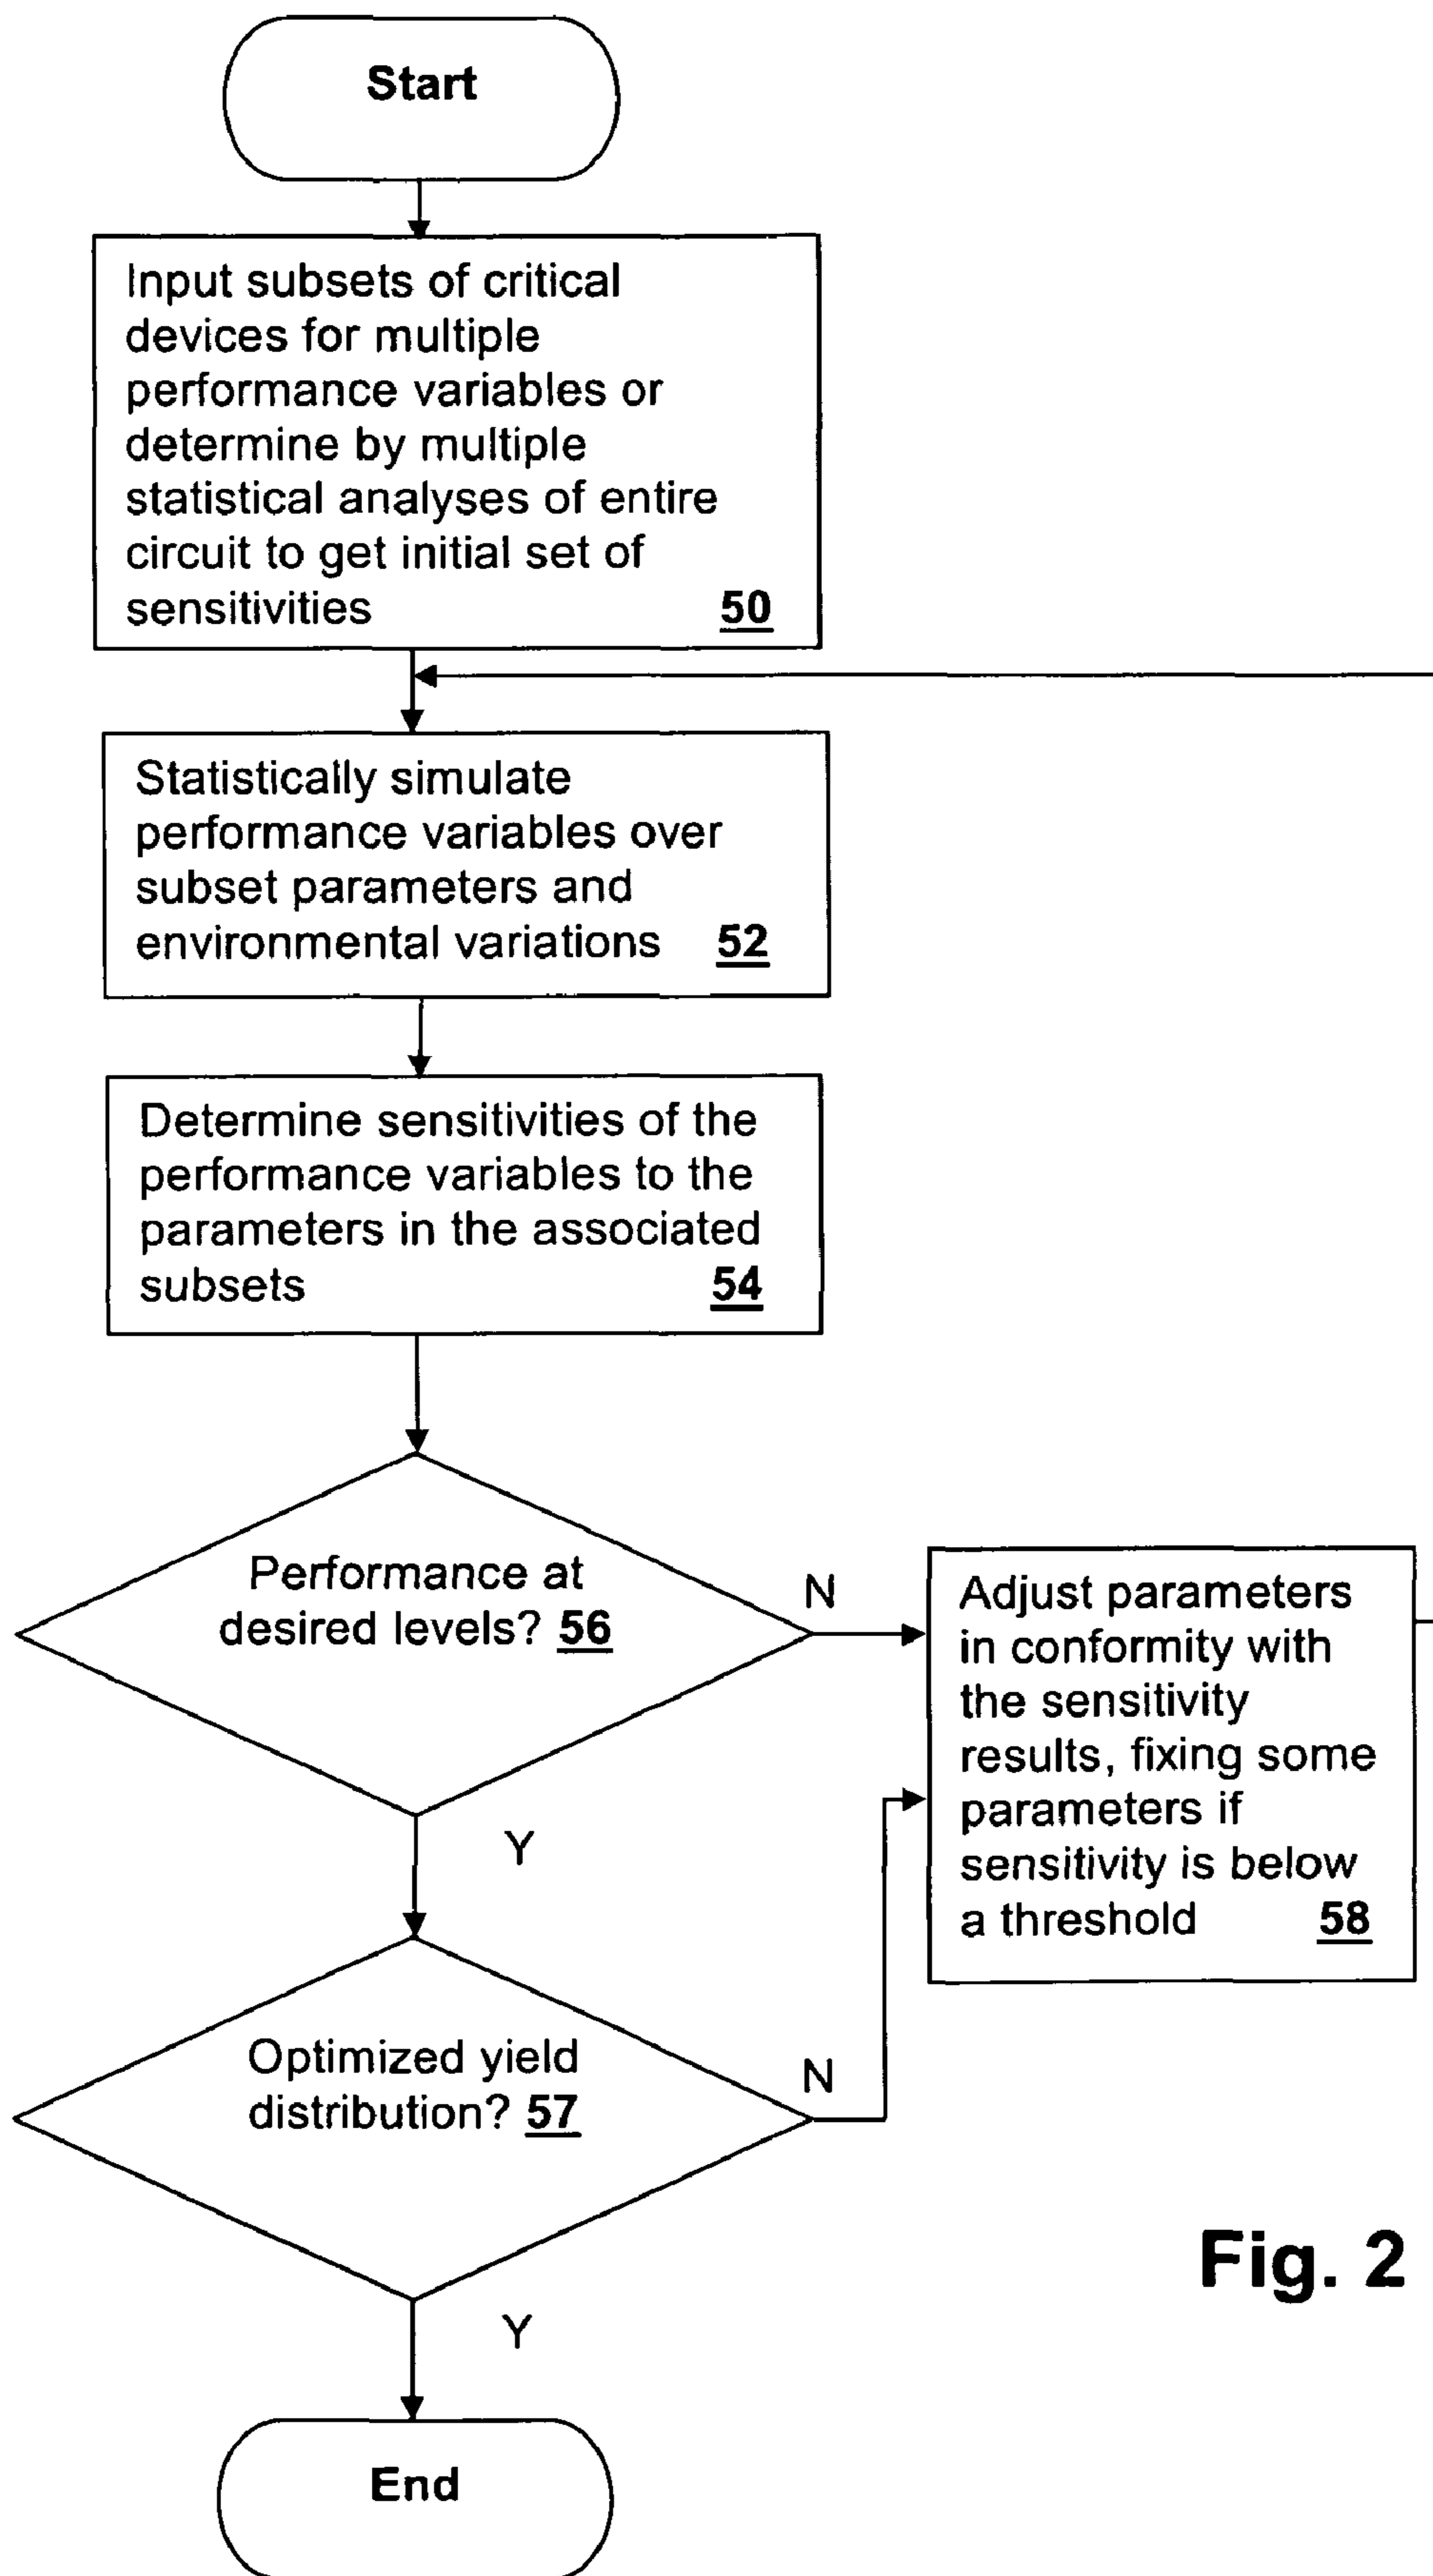 Start
Input subsets of critical
devices for multiple
performance variables or
determine by multiple
statistical analyses of entire
circuit to get initial set of
sensitivities 50
Statistically simulate
performance variables over
subset parameters and
environmental variations 52
Determine sensitivities of the
performance variables to the
parameters in the associated
subsets 54
Performance at
desired levels? 56
N
Y
Adjust parameters
in conformity with
the sensitivity
results, fixing some
parameters if
sensitivity is below
a threshold 58
Optimized yield
distribution? 57
N
Y
End
Fig. 2